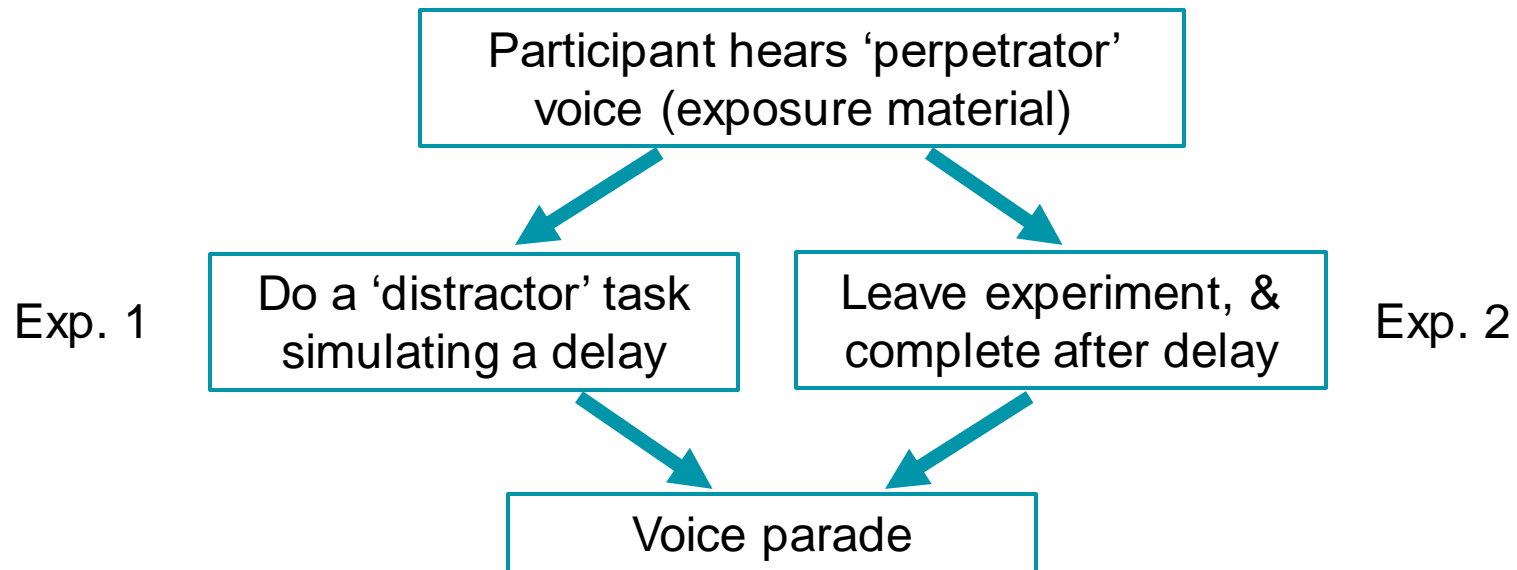 Participant hears ‘perpetrator’
voice (exposure material)
Exp. 1
Do a ‘distractor’ task
simulating a delay
Leave experiment, &
complete after delay
Exp. 2
Voice parade